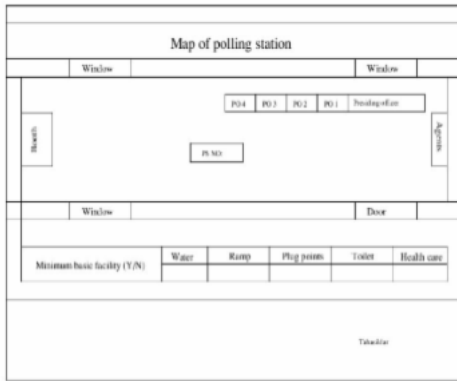 Map of polling station
Window Window
PO 4 PO 3 PO 2 PO 1 Presiding officer
Agents
PS NO
Window Door
Minimum basic facility (Y/N) Water Ramp Plug points Toilet Health care
Tahasildar